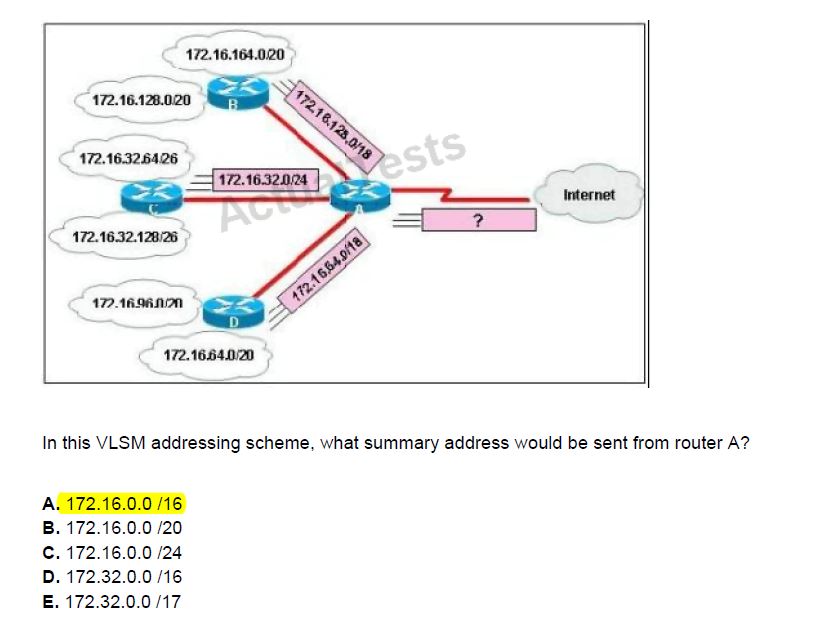 172.16.164.0/20
172.16.128.0/20
B
172.16.128.0/18
172.16.32.64/26
172.16.32.0/24
C
A
Internet
?
172.16.32.128/26
172.16.64.0/18
172.16.96.0/20
D
172.16.64.0/20
ActualTests
In this VLSM addressing scheme, what summary address would be sent from router A?
A. 172.16.0.0 /16
B. 172.16.0.0 /20
C. 172.16.0.0 /24
D. 172.32.0.0 /16
E. 172.32.0.0 /17